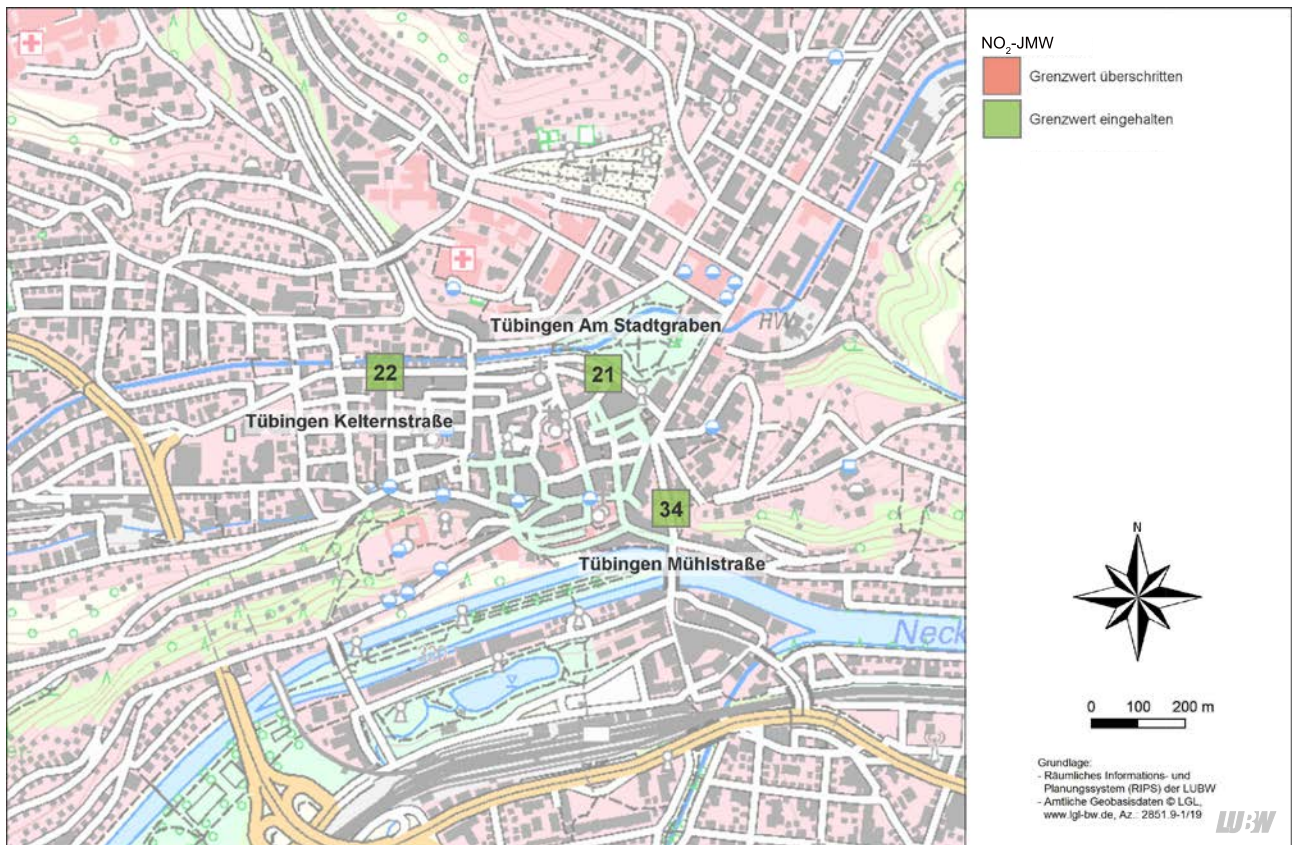 NO₂-JMW
Grenzwert überschritten
Grenzwert eingehalten
HW
Tübingen Am Stadtgraben
22
21
Tübingen Kelternstraße
34
Tübingen Mühlstraße
Neck
N
0 100 200 m
Grundlage:
- Räumliches Informations- und
Planungssystem (RIPS) der LUBW
- Amtliche Geobasisdaten © LGL,
www.lgl-bw.de, Az.: 2851.9-1/19
LUBW